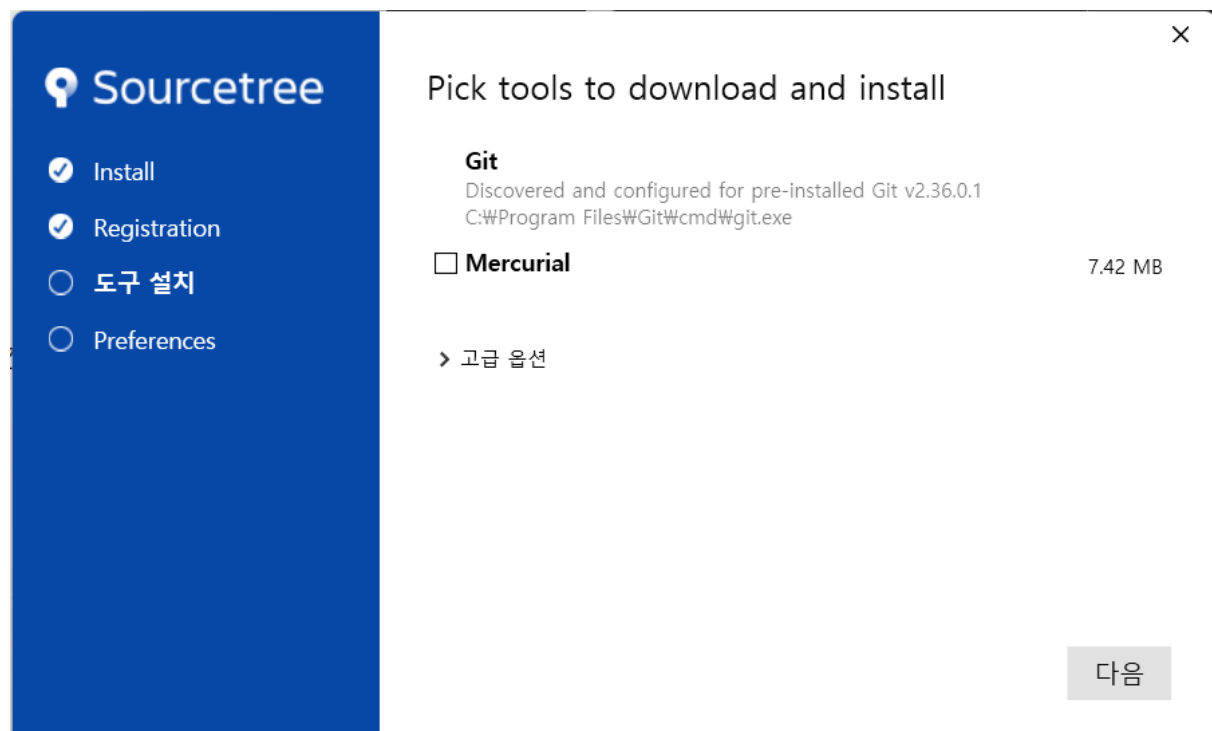 Sourcetree
Install
Registration
도구 설치
Preferences
Pick tools to download and install
Git
Discovered and configured for pre-installed Git v2.36.0.1
C:₩Program Files₩Git₩cmd₩git.exe
Mercurial
7.42 MB
고급 옵션
다음